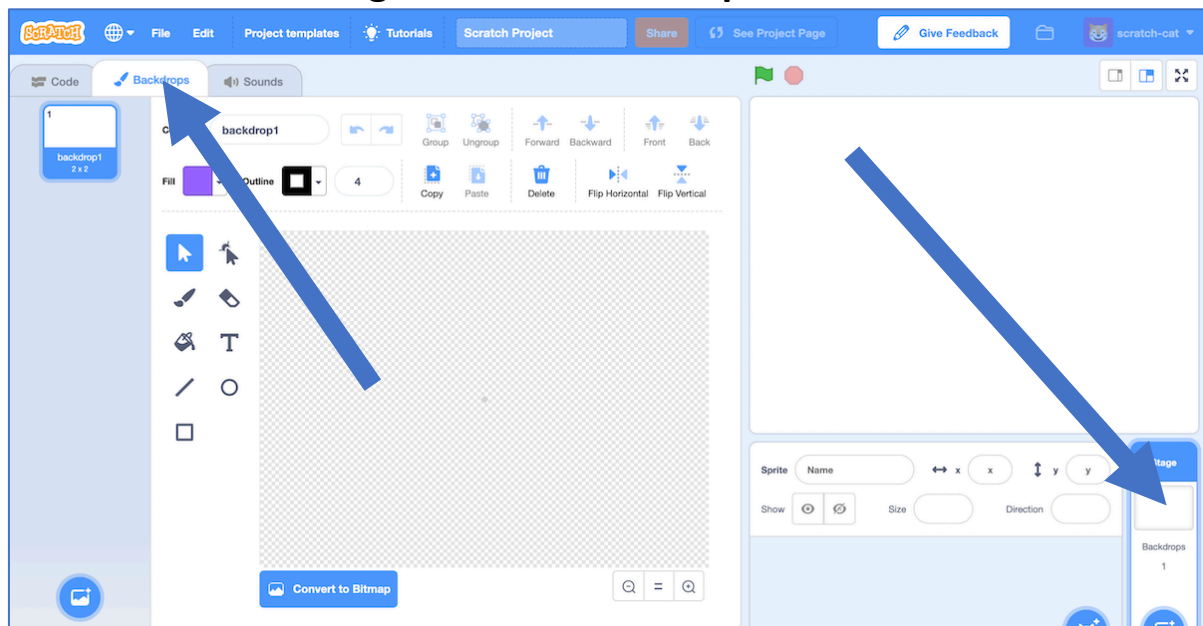 SCRATCH File Edit Project templates Tutorials Scratch Project Share See Project Page Give Feedback scratch-cat
Code Backdrops Sounds
1
backdrop1
2 x 2
backdrop1 Group Ungroup Forward Backward Front Back
Fill Outline 4 Copy Paste Delete Flip Horizontal Flip Vertical
T
Convert to Bitmap
=
Sprite Name x x y y
Show Size Direction
Backdrops
1